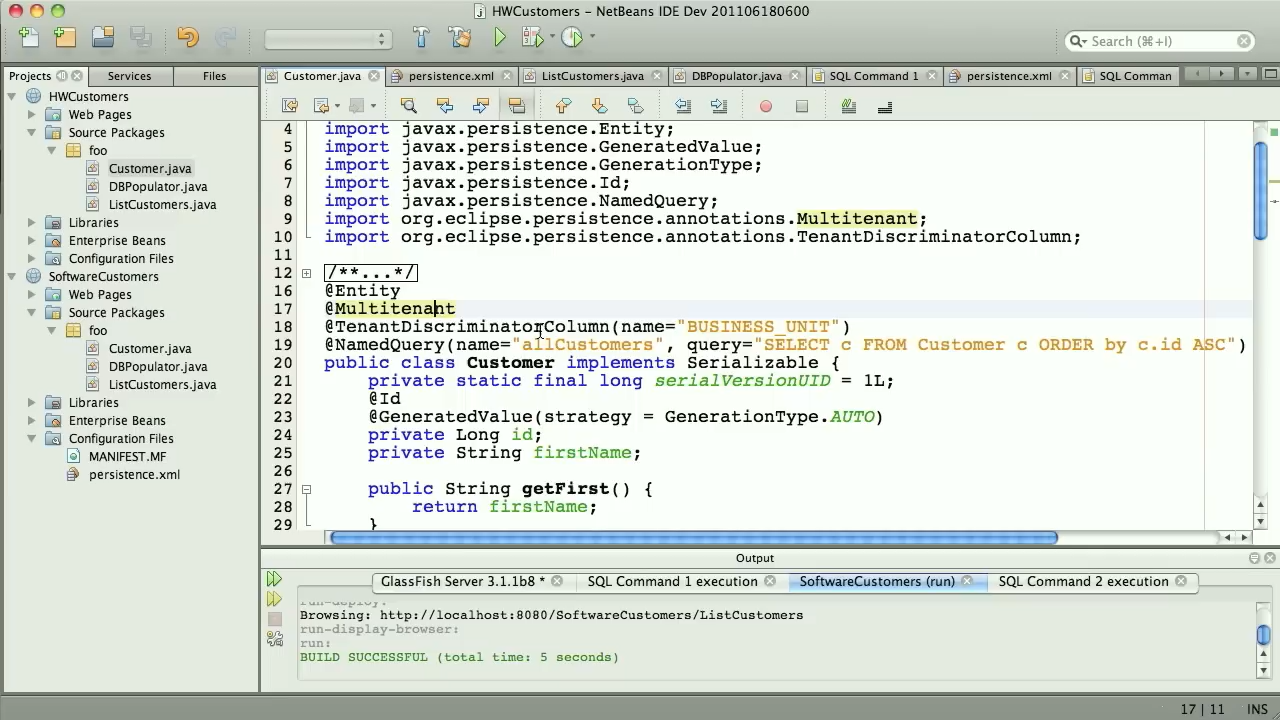 HWCustomers - NetBeans IDE Dev 201106180600
Search (⌘+I)
Projects Services Files
Customer.java persistence.xml ListCustomers.java DBPopulator.java SQL Command 1 persistence.xml SQL Comman
HWCustomers
Web Pages
Source Packages
foo
Customer.java
DBPopulator.java
ListCustomers.java
Libraries
Enterprise Beans
Configuration Files
SoftwareCustomers
Web Pages
Source Packages
foo
Customer.java
DBPopulator.java
ListCustomers.java
Libraries
Enterprise Beans
Configuration Files
MANIFEST.MF
persistence.xml
4 import javax.persistence.Entity;
5 import javax.persistence.GeneratedValue;
6 import javax.persistence.GenerationType;
7 import javax.persistence.Id;
8 import javax.persistence.NamedQuery;
9 import org.eclipse.persistence.annotations.Multitenant;
10 import org.eclipse.persistence.annotations.TenantDiscriminatorColumn;
11
12 /**...*/
16 @Entity
17 @Multitenant
18 @TenantDiscriminatorColumn(name="BUSINESS_UNIT")
19 @NamedQuery(name="allCustomers", query="SELECT c FROM Customer c ORDER by c.id ASC")
20 public class Customer implements Serializable {
21 private static final long serialVersionUID = 1L;
22 @Id
23 @GeneratedValue(strategy = GenerationType.AUTO)
24 private Long id;
25 private String firstName;
26
27 public String getFirst() {
28 return firstName;
29 }
Output
GlassFish Server 3.1.1b8 * SQL Command 1 execution SoftwareCustomers (run) SQL Command 2 execution
run-deploy:
Browsing: http://localhost:8080/SoftwareCustomers/ListCustomers
run-display-browser:
run:
BUILD SUCCESSFUL (total time: 5 seconds)
17 | 11 INS